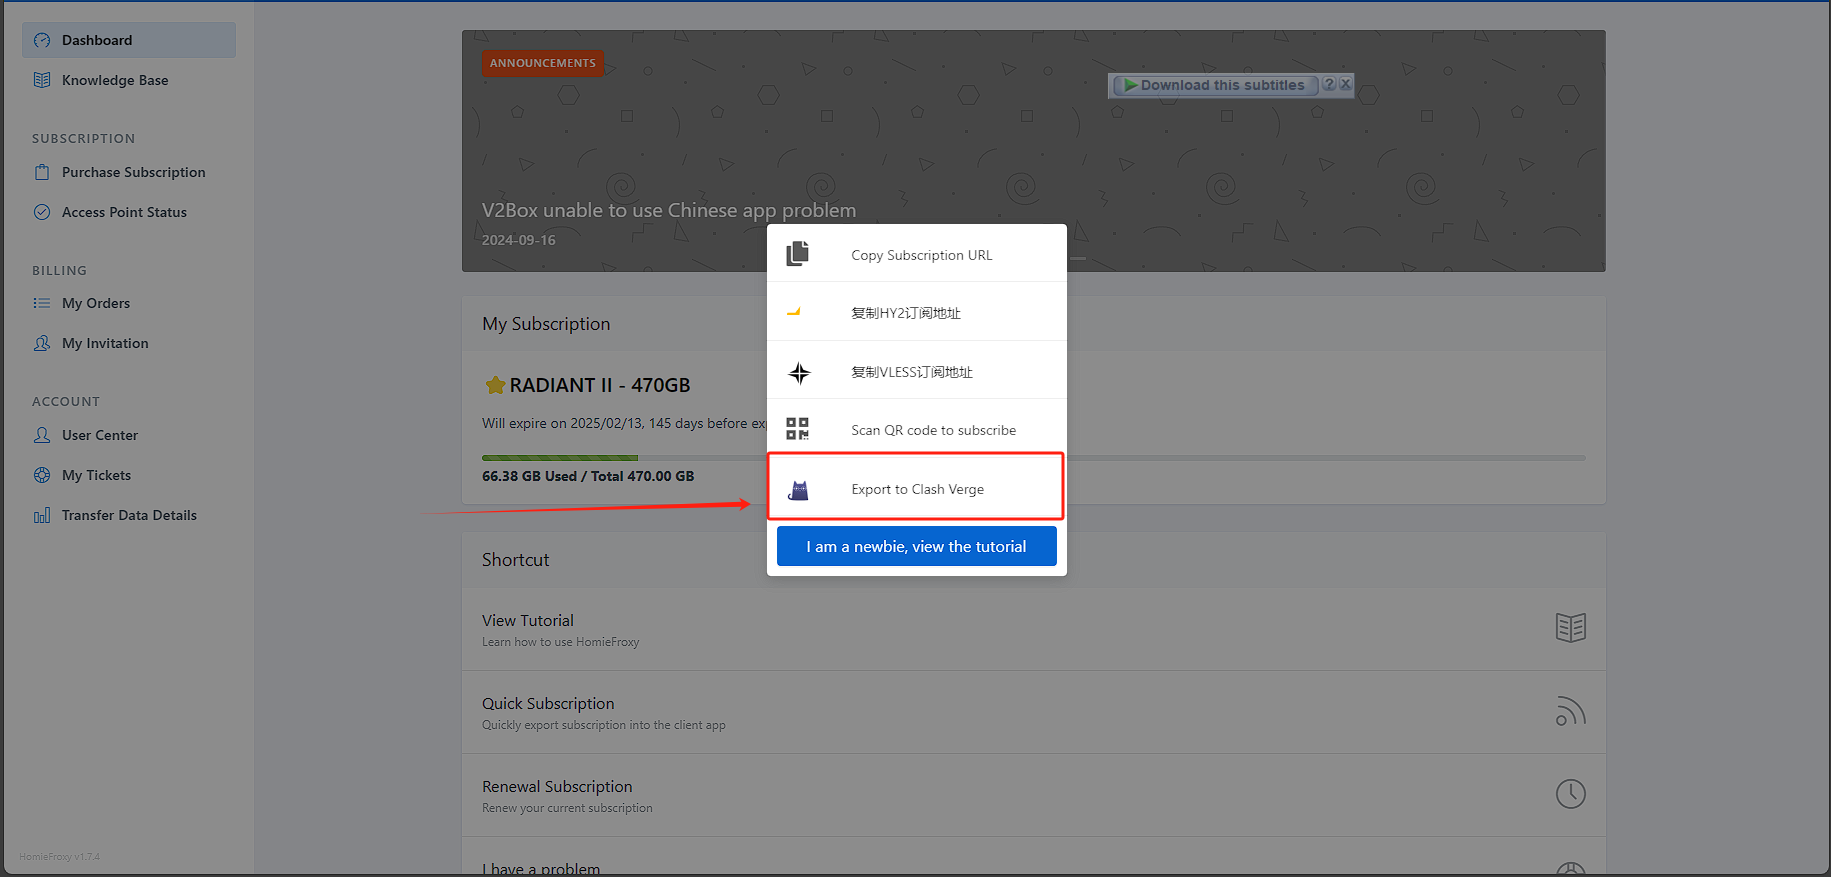 Dashboard
Knowledge Base
SUBSCRIPTION
Purchase Subscription
Access Point Status
BILLING
My Orders
My Invitation
ACCOUNT
User Center
My Tickets
Transfer Data Details
HomieFroxy v1.7.4
ANNOUNCEMENTS
Download this subtitles ? X
V2Box unable to use Chinese app problem
2024-09-16
My Subscription
RADIANT II - 470GB
Will expire on 2025/02/13, 145 days before
66.38 GB Used / Total 470.00 GB
Copy Subscription URL
复制HY2订阅地址
复制VLESS订阅地址
Scan QR code to subscribe
Export to Clash Verge
I am a newbie, view the tutorial
Shortcut
View Tutorial
Learn how to use HomieFroxy
Quick Subscription
Quickly export subscription into the client app
Renewal Subscription
Renew your current subscription
I have a problem